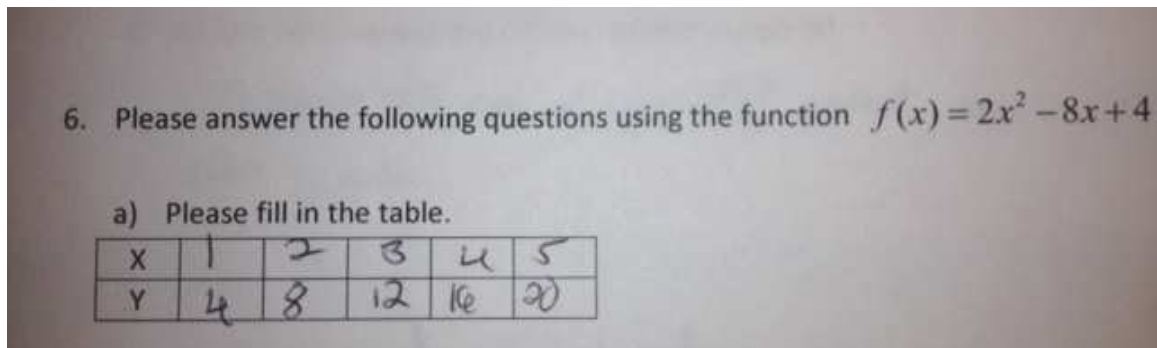 6. Please answer the following questions using the function f(x) = 2x² – 8x + 4
a) Please fill in the table.
X 1 2 3 4 5
Y 4 8 12 16 20